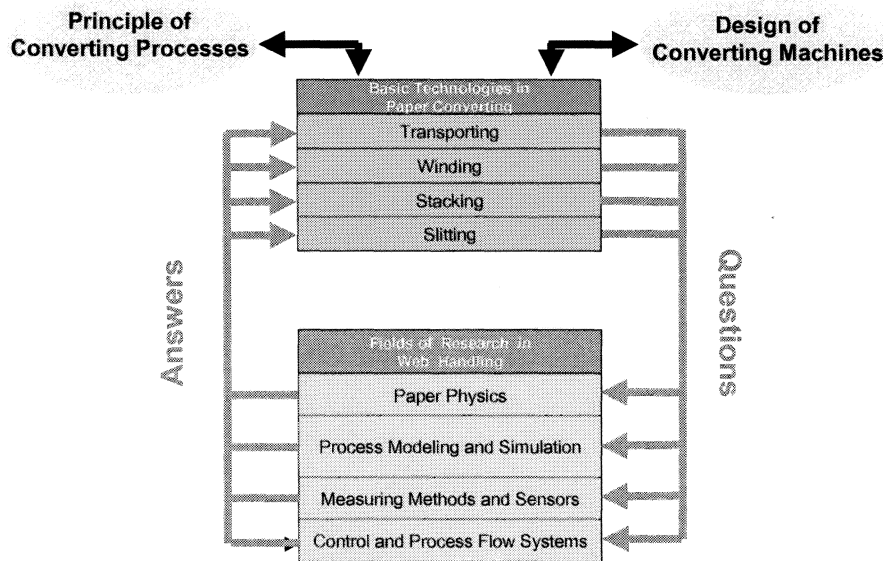 Principle of
Converting Processes
Design of
Converting Machines
Basic Technologies in
Paper Converting
Transporting
Winding
Stacking
Slitting
Answers
Questions
Fields of Research in
Web Handling
Paper Physics
Process Modeling and Simulation
Measuring Methods and Sensors
Control and Process Flow Systems